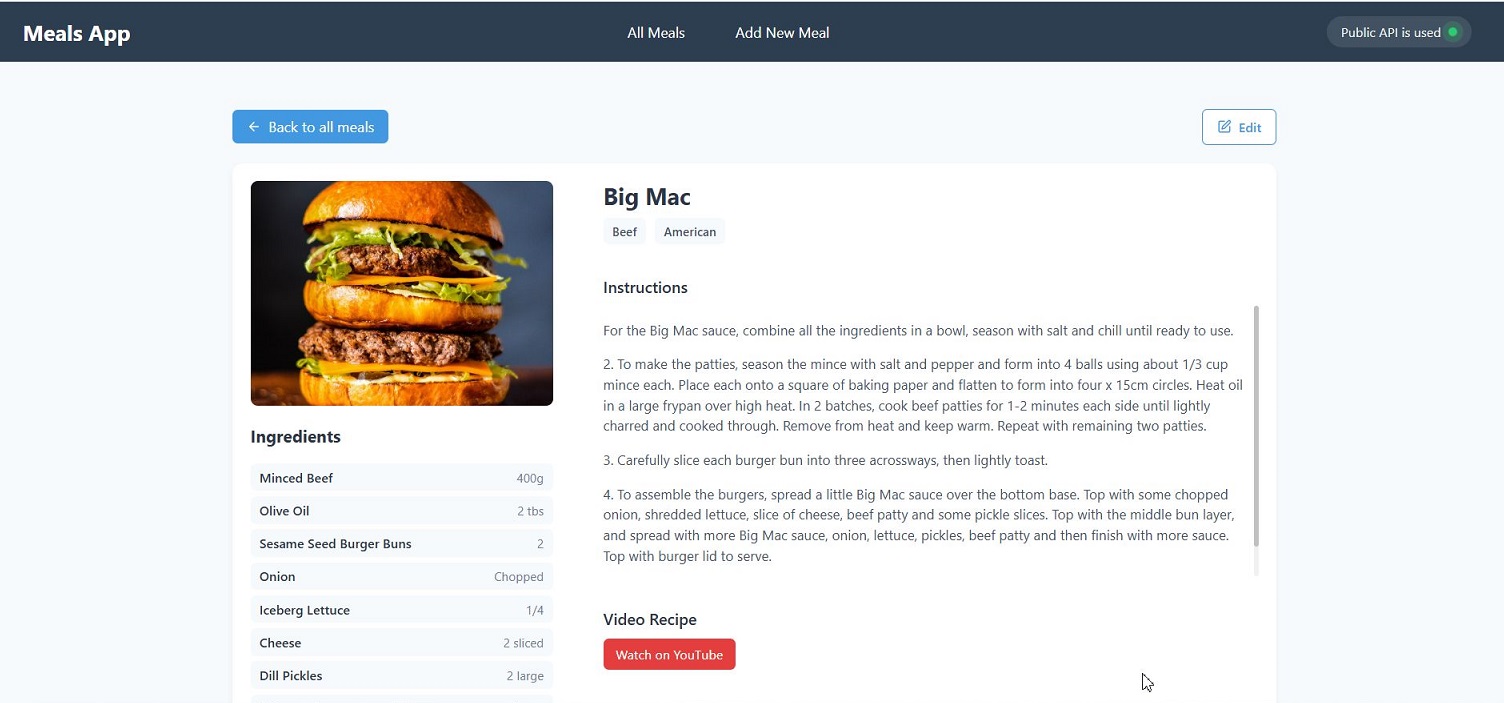 Meals App
All Meals
Add New Meal
Public API is used
Back to all meals
Edit
Big Mac
Beef
American
Instructions
For the Big Mac sauce, combine all the ingredients in a bowl, season with salt and chill until ready to use.
2. To make the patties, season the mince with salt and pepper and form into 4 balls using about 1/3 cup
mince each. Place each onto a square of baking paper and flatten to form into four x 15cm circles. Heat oil
in a large frypan over high heat. In 2 batches, cook beef patties for 1-2 minutes each side until lightly
charred and cooked through. Remove from heat and keep warm. Repeat with remaining two patties.
3. Carefully slice each burger bun into three acrossways, then lightly toast.
4. To assemble the burgers, spread a little Big Mac sauce over the bottom base. Top with some chopped
onion, shredded lettuce, slice of cheese, beef patty and some pickle slices. Top with the middle bun layer,
and spread with more Big Mac sauce, onion, lettuce, pickles, beef patty and then finish with more sauce.
Top with burger lid to serve.
Video Recipe
Watch on YouTube
Ingredients
Minced Beef 400g
Olive Oil 2 tbs
Sesame Seed Burger Buns 2
Onion Chopped
Iceberg Lettuce 1/4
Cheese 2 sliced
Dill Pickles 2 large